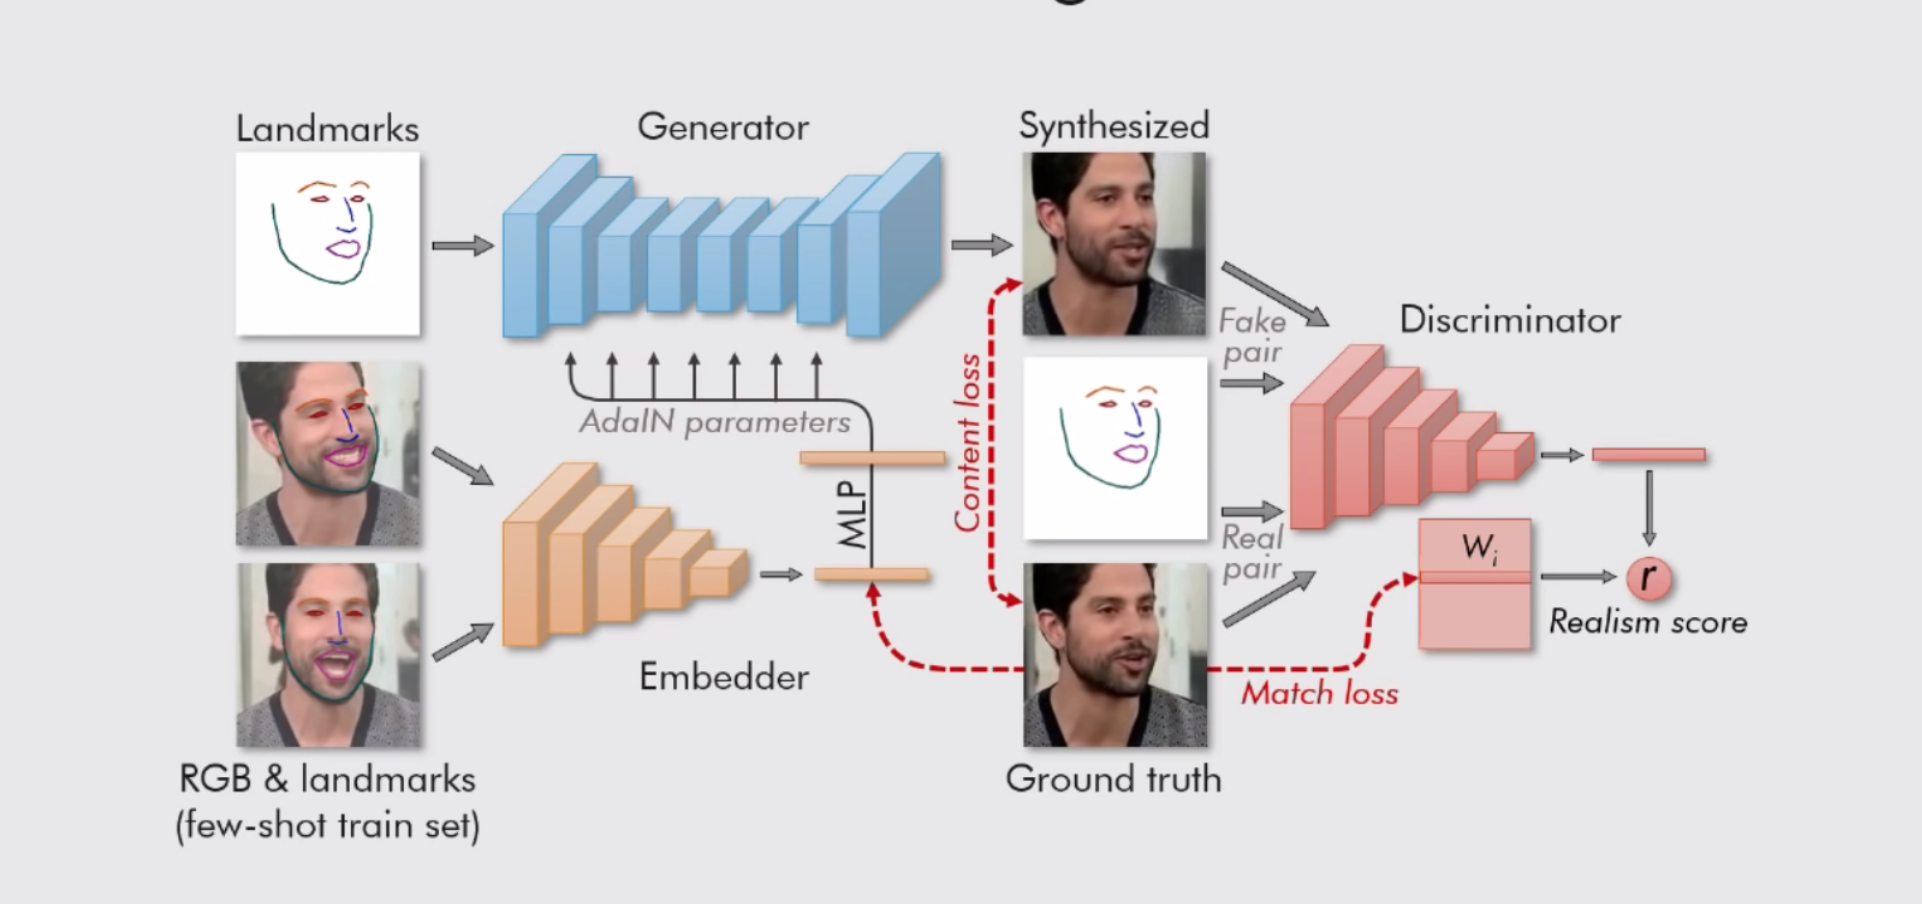 Landmarks
Generator
Synthesized
Fake
pair
Discriminator
AdaIN parameters
Content loss
MLP
Real
pair
W i
r
Realism score
Embedder
Match loss
RGB & landmarks
(few-shot train set)
Ground truth